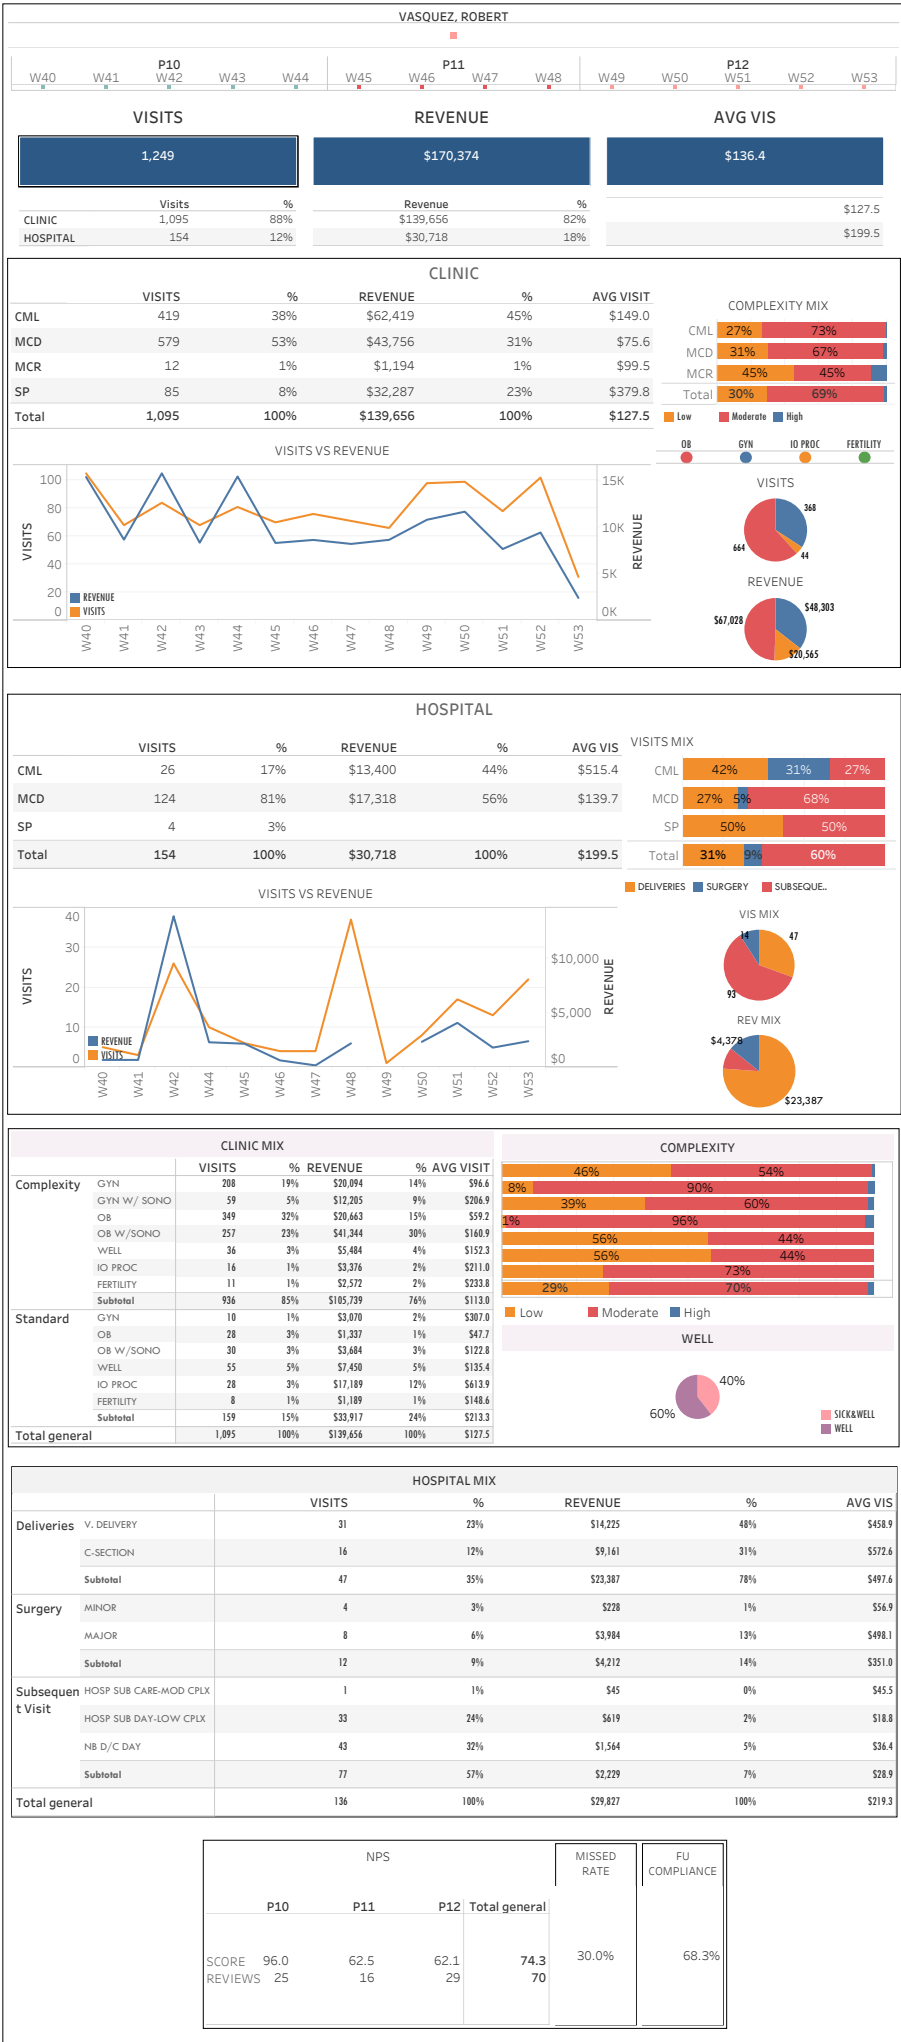 VASQUEZ, ROBERT
P10 P11 P12
W40 W41 W42 W43 W44 W45 W46 W47 W48 W49 W50 W51 W52 W53
VISITS REVENUE AVG VIS
1,249 $170,374 $136.4
Visits % Revenue %
CLINIC 1,095 88% $139,656 82% $127.5
HOSPITAL 154 12% $30,718 18% $199.5
CLINIC
VISITS % REVENUE % AVG VISIT
CML 419 38% $62,419 45% $149.0
MCD 579 53% $43,756 31% $75.6
MCR 12 1% $1,194 1% $99.5
SP 85 8% $32,287 23% $379.8
Total 1,095 100% $139,656 100% $127.5
COMPLEXITY MIX
CML 27% 73%
MCD 31% 67%
MCR 45% 45%
Total 30% 69%
Low Moderate High
OB GYN IO PROC FERTILITY
VISITS
368
664
44
REVENUE
$48,303
$67,028
$20,565
VISITS VS REVENUE
100 15K
80
60 10K
40 5K
20
0 0K
VISITS
REVENUE
REVENUE
VISITS
W40 W41 W42 W43 W44 W45 W46 W47 W48 W49 W50 W51 W52 W53
HOSPITAL
VISITS % REVENUE % AVG VIS
CML 26 17% $13,400 44% $515.4
MCD 124 81% $17,318 56% $139.7
SP 4 3%
Total 154 100% $30,718 100% $199.5
VISITS MIX
CML 42% 31% 27%
MCD 27% 5% 68%
SP 50% 50%
Total 31% 9% 60%
DELIVERIES SURGERY SUBSEQUE..
VISITS VS REVENUE
40
30
20
10
0
VISITS
$10,000
$5,000
$0
REVENUE
REVENUE
VISITS
W40 W41 W42 W44 W45 W46 W47 W48 W49 W50 W51 W52 W53
VIS MIX
14 47
93
REV MIX
$4,378
$23,387
CLINIC MIX
VISITS % REVENUE % AVG VISIT
Complexity GYN 208 19% $20,094 14% $96.6
GYN W/ SONO 59 5% $12,205 9% $206.9
OB 349 32% $20,663 15% $59.2
OB W/SONO 257 23% $41,344 30% $160.9
WELL 36 3% $5,484 4% $152.3
IO PROC 16 1% $3,376 2% $211.0
FERTILITY 11 1% $2,572 2% $233.8
Subtotal 936 85% $105,739 76% $113.0
Standard GYN 10 1% $3,070 2% $307.0
OB 28 3% $1,337 1% $47.7
OB W/SONO 30 3% $3,684 3% $122.8
WELL 55 5% $7,450 5% $135.4
IO PROC 28 3% $17,189 12% $613.9
FERTILITY 8 1% $1,189 1% $148.6
Subtotal 159 15% $33,917 24% $213.3
Total general 1,095 100% $139,656 100% $127.5
COMPLEXITY
46% 54%
8% 90%
39% 60%
1% 96%
56% 44%
56% 44%
73%
29% 70%
Low Moderate High
WELL
40%
60%
SICK&WELL
WELL
HOSPITAL MIX
VISITS % REVENUE % AVG VIS
Deliveries V. DELIVERY 31 23% $14,225 48% $458.9
C-SECTION 16 12% $9,161 31% $572.6
Subtotal 47 35% $23,387 78% $497.6
Surgery MINOR 4 3% $228 1% $56.9
MAJOR 8 6% $3,984 13% $498.1
Subtotal 12 9% $4,212 14% $351.0
Subsequen HOSP SUB CARE-MOD CPLX 1 1% $45 0% $45.5
t Visit
HOSP SUB DAY-LOW CPLX 33 24% $619 2% $18.8
NB D/C DAY 43 32% $1,564 5% $36.4
Subtotal 77 57% $2,229 7% $28.9
Total general 136 100% $29,827 100% $219.3
NPS
P10 P11 P12 Total general
SCORE 96.0 62.5 62.1 74.3
REVIEWS 25 16 29 70
MISSED
RATE
30.0%
FU
COMPLIANCE
68.3%